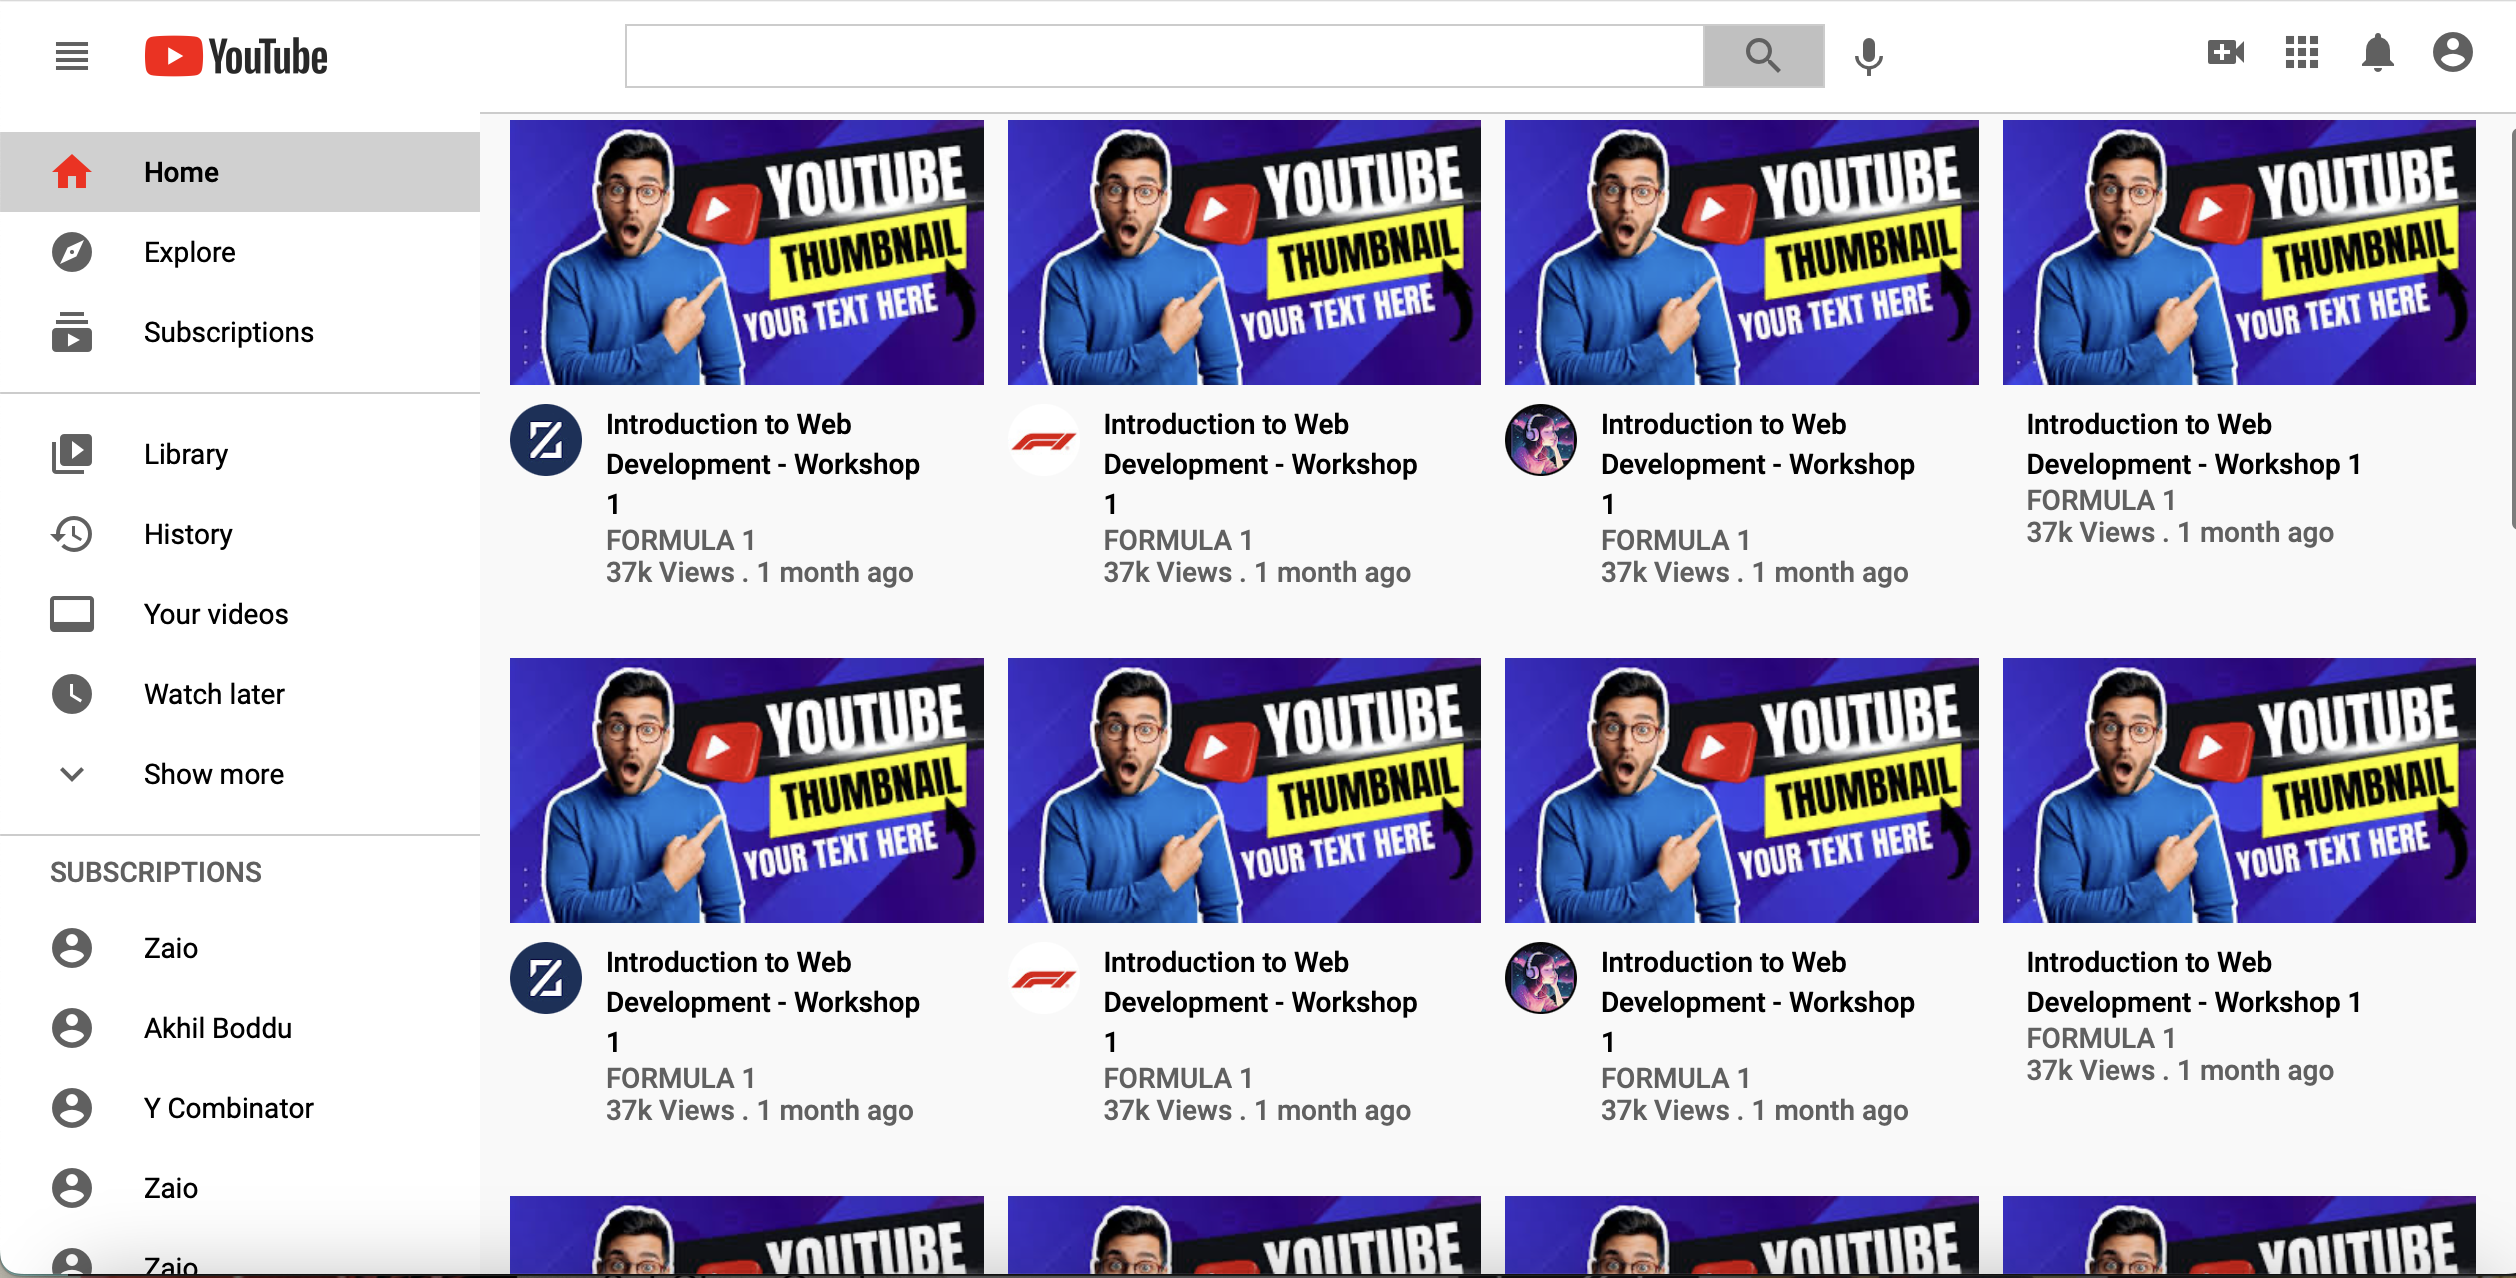 YouTube
Home
Explore
Subscriptions
Library
History
Your videos
Watch later
Show more
SUBSCRIPTIONS
Zaio
Akhil Boddu
Y Combinator
Zaio
Zaio
YOUTUBE
THUMBNAIL
YOUR TEXT HERE
Introduction to Web
Development - Workshop
1
FORMULA 1
37k Views . 1 month ago
YOUTUBE
THUMBNAIL
YOUR TEXT HERE
Introduction to Web
Development - Workshop
1
FORMULA 1
37k Views . 1 month ago
YOUTUBE
THUMBNAIL
YOUR TEXT HERE
Introduction to Web
Development - Workshop
1
FORMULA 1
37k Views . 1 month ago
YOUTUBE
THUMBNAIL
YOUR TEXT HERE
Introduction to Web
Development - Workshop 1
FORMULA 1
37k Views . 1 month ago
YOUTUBE
THUMBNAIL
YOUR TEXT HERE
Introduction to Web
Development - Workshop
1
FORMULA 1
37k Views . 1 month ago
YOUTUBE
THUMBNAIL
YOUR TEXT HERE
Introduction to Web
Development - Workshop
1
FORMULA 1
37k Views . 1 month ago
YOUTUBE
THUMBNAIL
YOUR TEXT HERE
Introduction to Web
Development - Workshop
1
FORMULA 1
37k Views . 1 month ago
YOUTUBE
THUMBNAIL
YOUR TEXT HERE
Introduction to Web
Development - Workshop 1
FORMULA 1
37k Views . 1 month ago
YOUTUBE
YOUTUBE
YOUTUBE
YOUTUBE